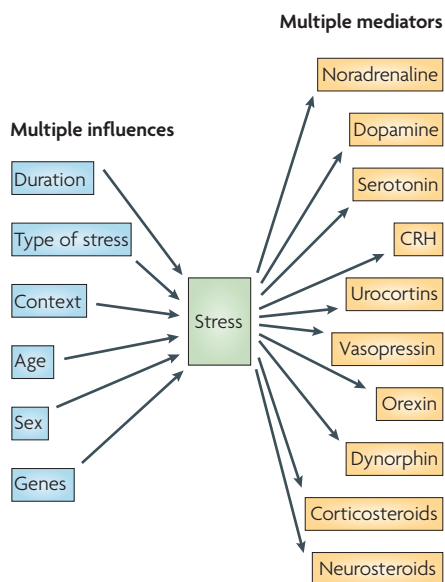 Multiple mediators
Noradrenaline
Dopamine
Serotonin
CRH
Urocortins
Vasopressin
Orexin
Dynorphin
Corticosteroids
Neurosteroids
Multiple influences
Duration
Type of stress
Context
Age
Sex
Genes
Stress